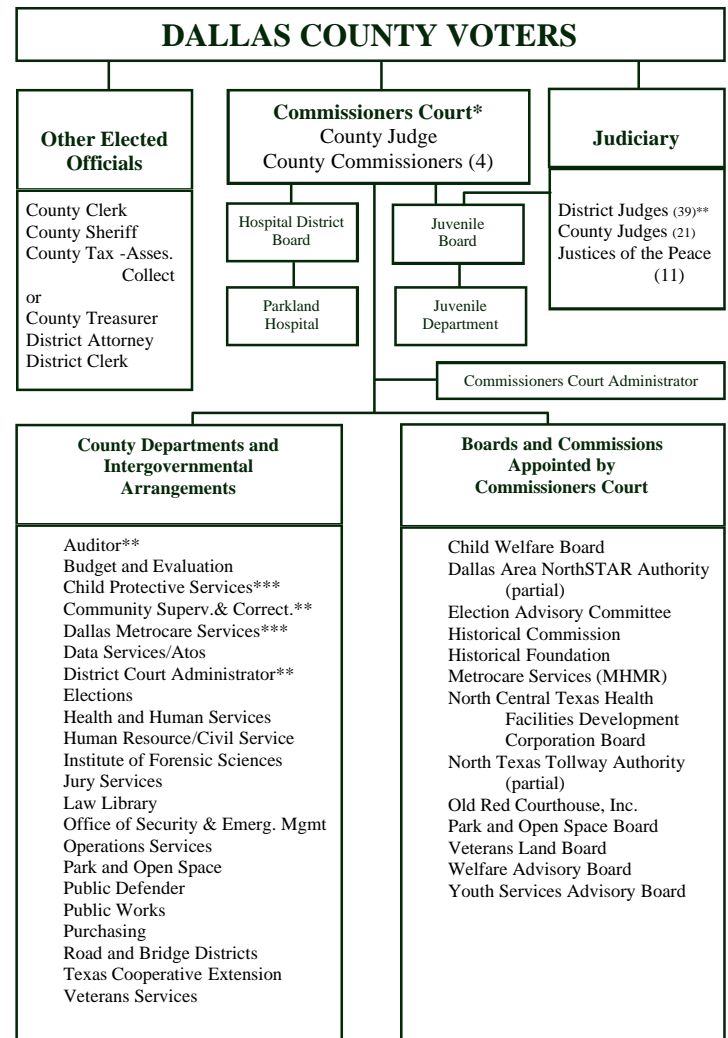 DALLAS COUNTY VOTERS
Other Elected
Officials
County Clerk
County Sheriff
County Tax -Asses.
Collect
or
County Treasurer
District Attorney
District Clerk
Commissioners Court*
County Judge
County Commissioners (4)
Hospital District
Board
Parkland
Hospital
Juvenile
Board
Juvenile
Department
Judiciary
District Judges (39)**
County Judges (21)
Justices of the Peace
(11)
Commissioners Court Administrator
County Departments and
Intergovernmental
Arrangements
Auditor**
Budget and Evaluation
Child Protective Services***
Community Superv.& Correct.**
Dallas Metrocare Services***
Data Services/Atos
District Court Administrator**
Elections
Health and Human Services
Human Resource/Civil Service
Institute of Forensic Sciences
Jury Services
Law Library
Office of Security & Emerg. Mgmt
Operations Services
Park and Open Space
Public Defender
Public Works
Purchasing
Road and Bridge Districts
Texas Cooperative Extension
Veterans Services
Boards and Commissions
Appointed by
Commissioners Court
Child Welfare Board
Dallas Area NorthSTAR Authority
(partial)
Election Advisory Committee
Historical Commission
Historical Foundation
Metrocare Services (MHMR)
North Central Texas Health
Facilities Development
Corporation Board
North Texas Tollway Authority
(partial)
Old Red Courthouse, Inc.
Park and Open Space Board
Veterans Land Board
Welfare Advisory Board
Youth Services Advisory Board